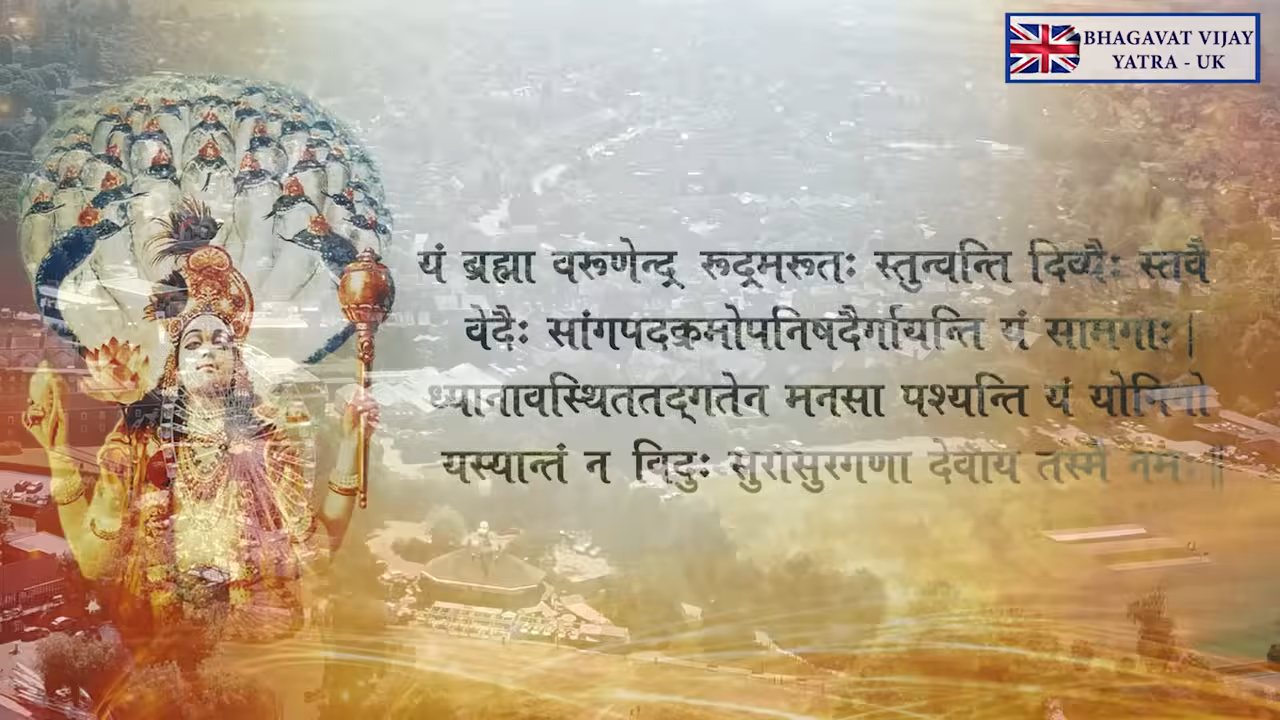 BHAGAVAT VIJAY
YATRA - UK
यं ब्रह्मा वरूणेन्द्र रूद्रमरूतः स्तुन्वन्ति दिव्यैः स्तवै
वेदैः सांगपदक्रमोपनिषदैर्गायन्ति यं सामगाः|
ध्यानावस्थिततद्गतेन मनसा पश्यन्ति यं योगिनो
यस्यान्तं न विदुः सुरासुरगणा देवाय तस्मै नमः॥